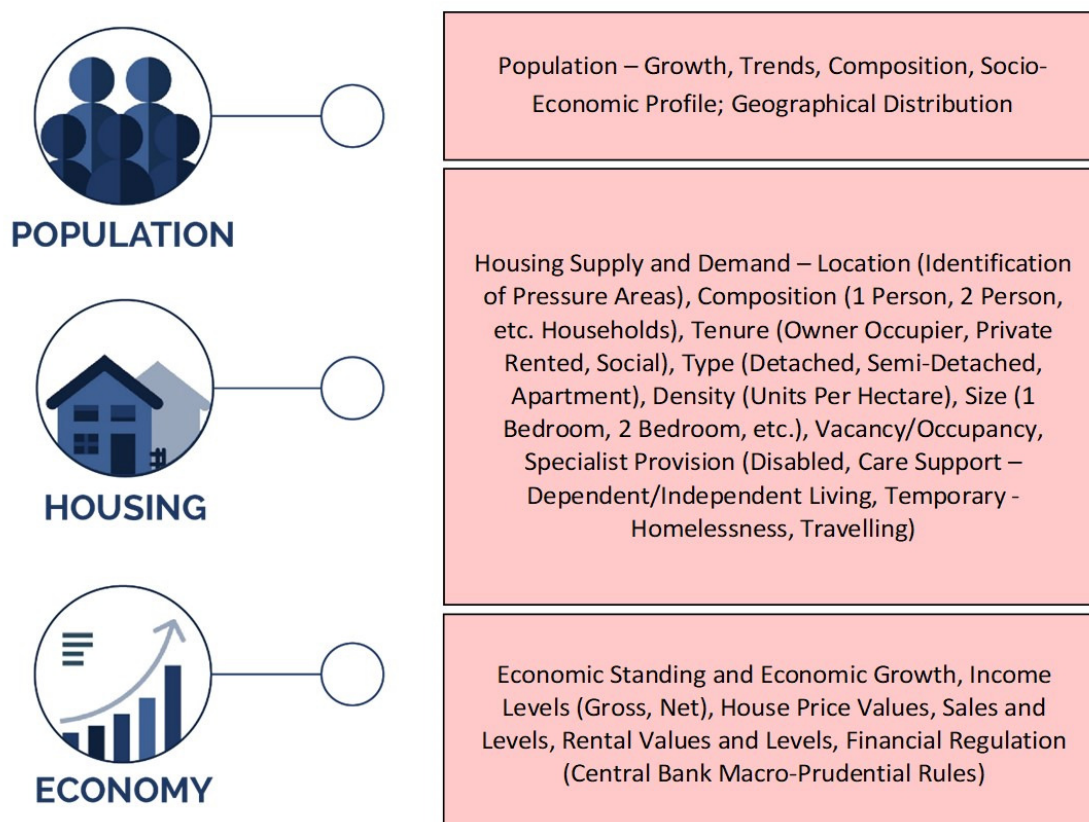 POPULATION
Population – Growth, Trends, Composition, Socio-
Economic Profile; Geographical Distribution
HOUSING
Housing Supply and Demand – Location (Identification
of Pressure Areas), Composition (1 Person, 2 Person,
etc. Households), Tenure (Owner Occupier, Private
Rented, Social), Type (Detached, Semi-Detached,
Apartment), Density (Units Per Hectare), Size (1
Bedroom, 2 Bedroom, etc.), Vacancy/Occupancy,
Specialist Provision (Disabled, Care Support –
Dependent/Independent Living, Temporary -
Homelessness, Travelling)
ECONOMY
Economic Standing and Economic Growth, Income
Levels (Gross, Net), House Price Values, Sales and
Levels, Rental Values and Levels, Financial Regulation
(Central Bank Macro-Prudential Rules)